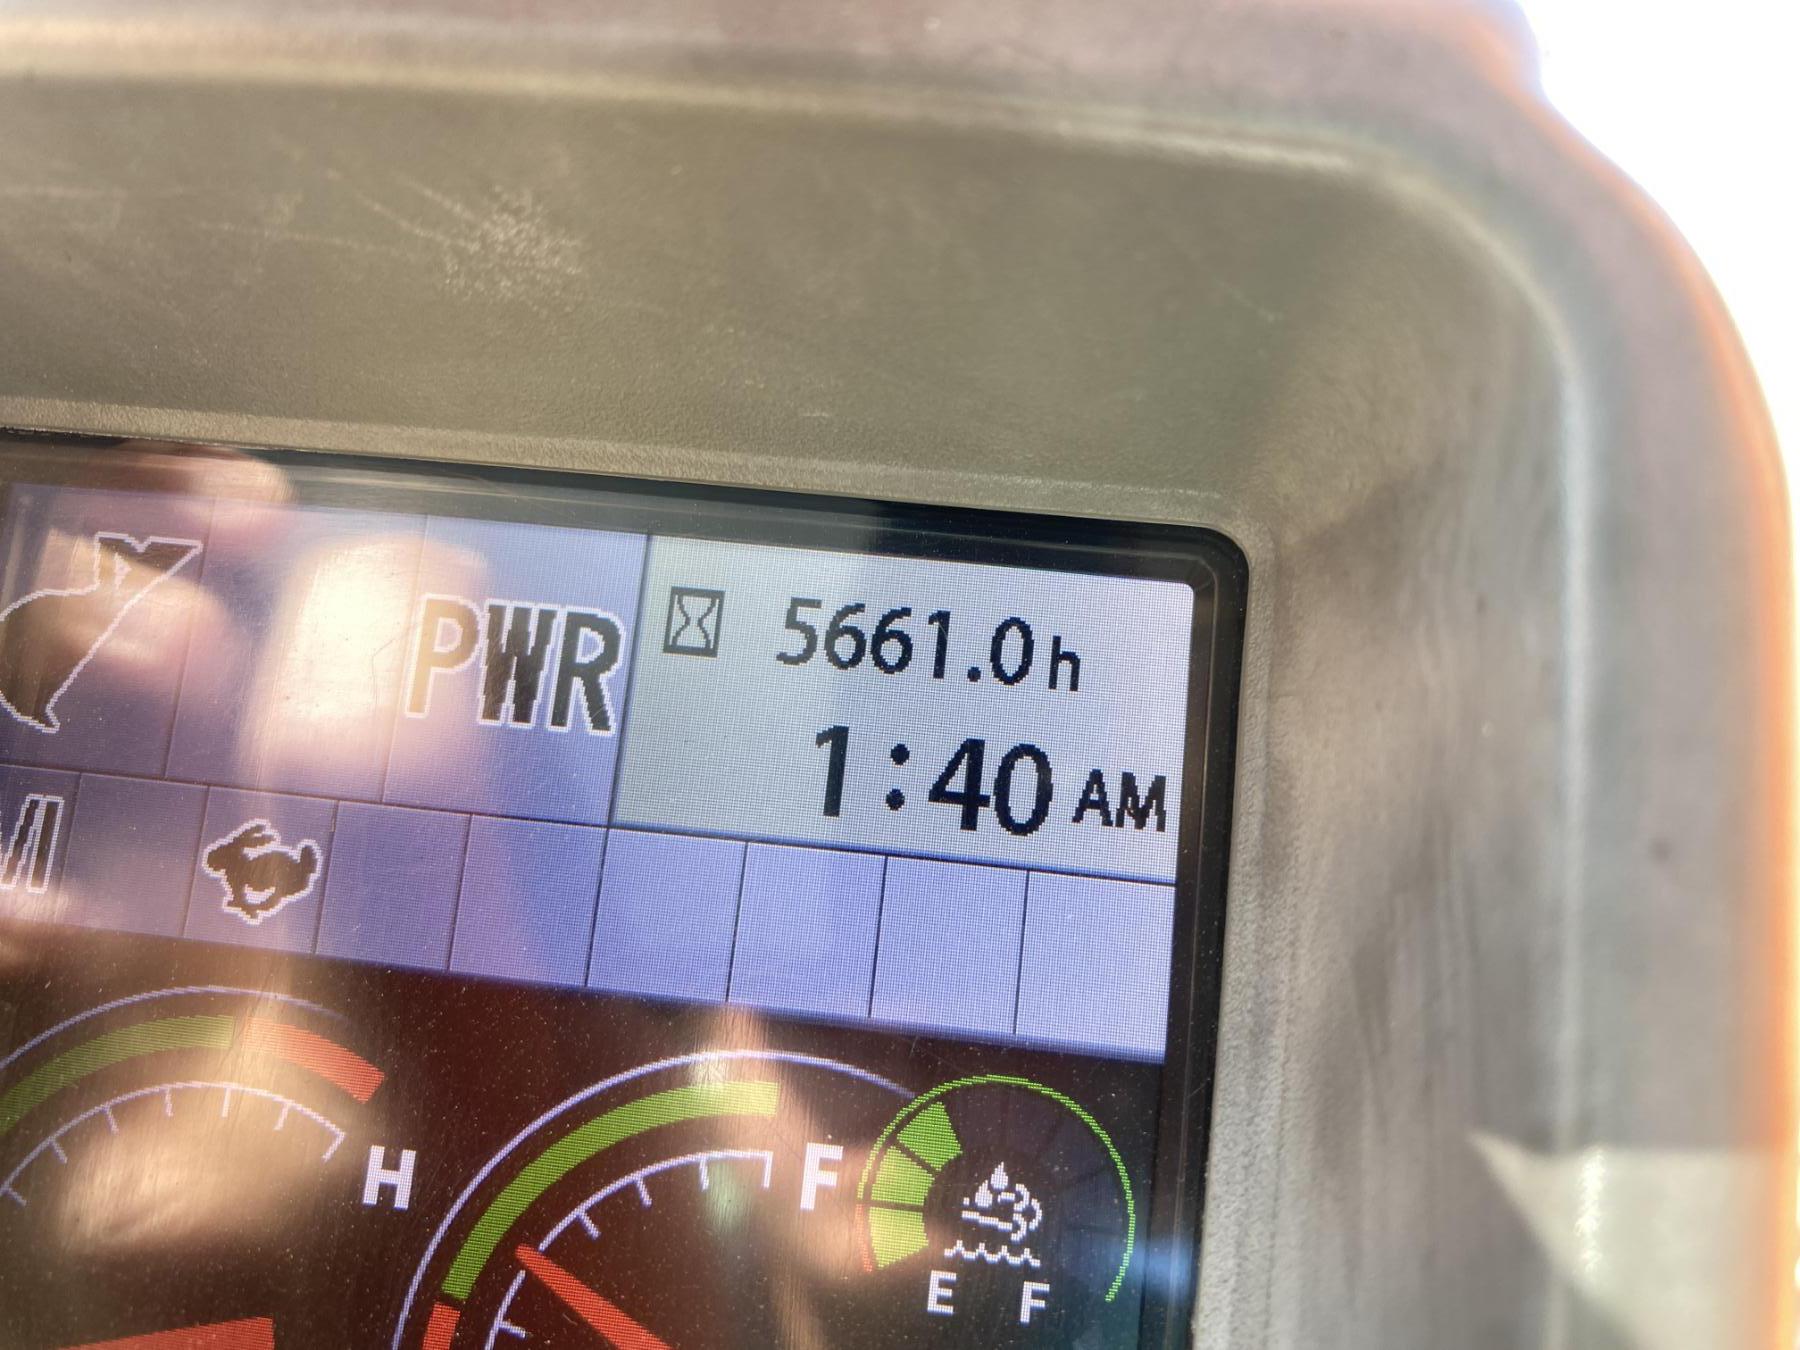 5661.0h
PWR
1:40 AM
H
F
E F